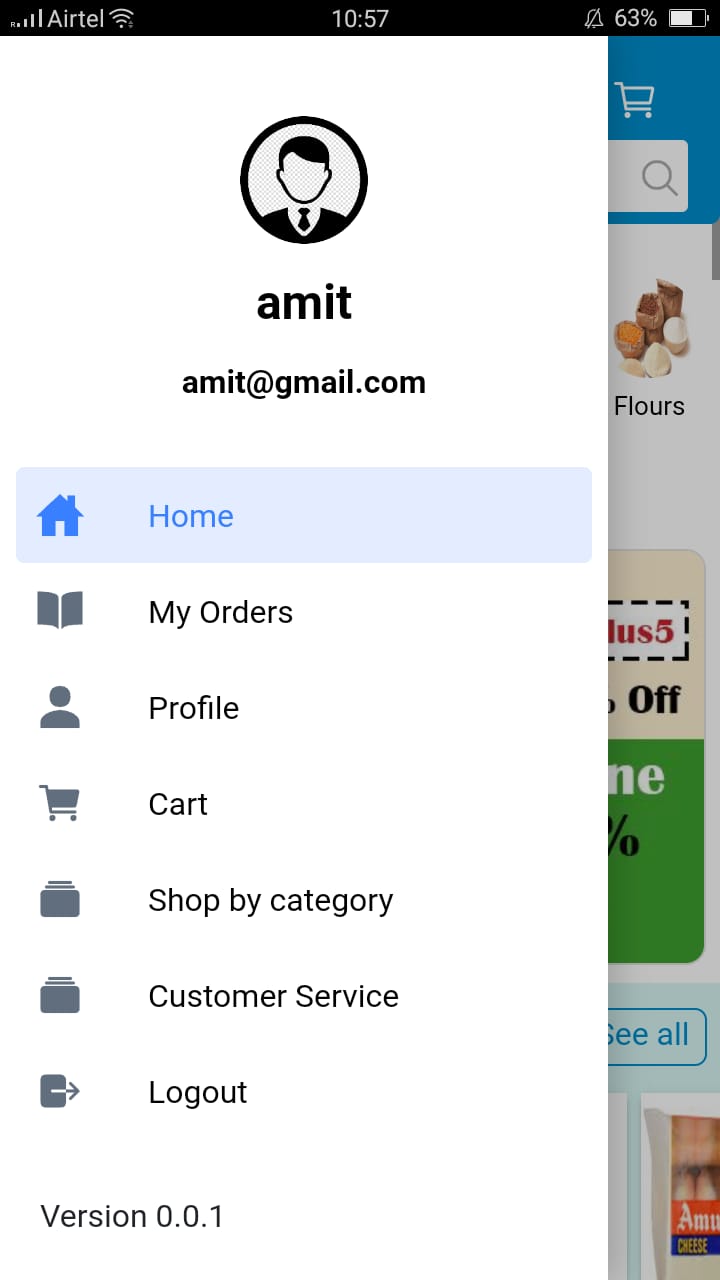 Airtel 10:57 63%
amit
amit@gmail.com
Flours
Home
My Orders
lus5
Profile
% Off
ne
Cart
%
Shop by category
Customer Service
See all
Logout
Version 0.0.1
Amu
CHEESE